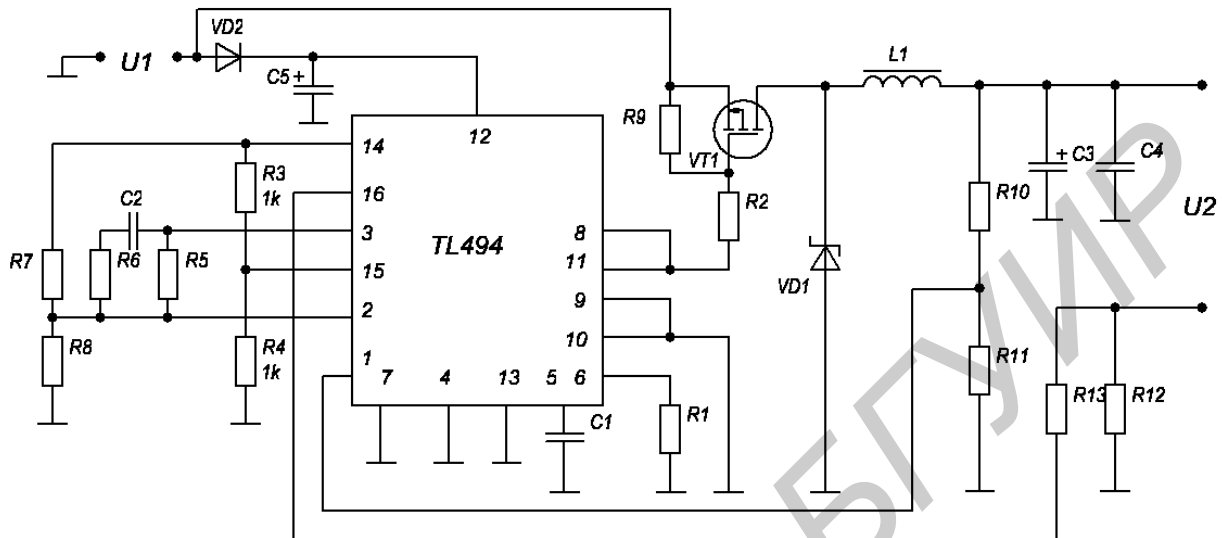 VD2
U1
C5 +
L1
R9
VT1
12
14
R3
1k
16
C2
3
TL494
8
R2
R10
+ C3
C4
U2
R7
R6
R5
15
11
VD1
2
9
R8
R4
1k
10
1
7
4
13
5
6
C1
R1
R11
R13
R12
БГУИР